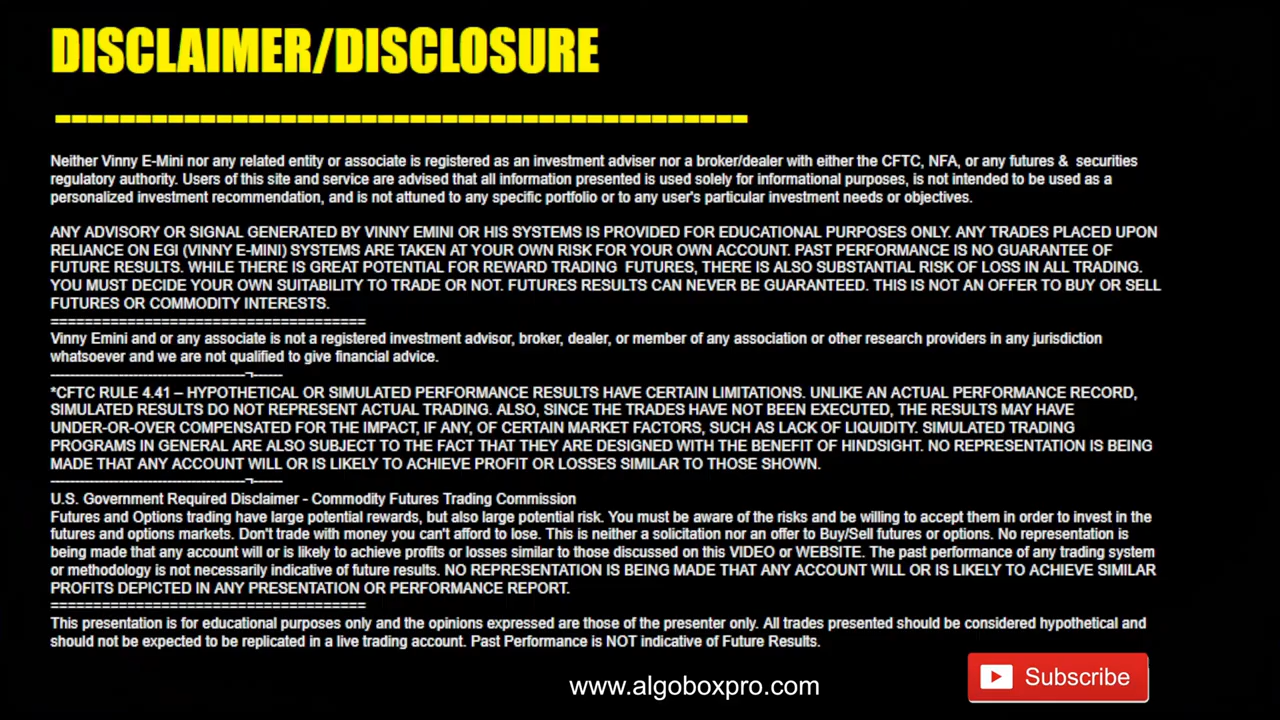 DISCLAIMER/DISCLOSURE
--------------------------------------------
Neither Vinny E-Mini nor any related entity or associate is registered as an investment adviser nor a broker/dealer with either the CFTC, NFA, or any futures & securities
regulatory authority. Users of this site and service are advised that all information presented is used solely for informational purposes, is not intended to be used as a
personalized investment recommendation, and is not attuned to any specific portfolio or to any user's particular investment needs or objectives.
ANY ADVISORY OR SIGNAL GENERATED BY VINNY EMINI OR HIS SYSTEMS IS PROVIDED FOR EDUCATIONAL PURPOSES ONLY. ANY TRADES PLACED UPON
RELIANCE ON EGI (VINNY E-MINI) SYSTEMS ARE TAKEN AT YOUR OWN RISK FOR YOUR OWN ACCOUNT. PAST PERFORMANCE IS NO GUARANTEE OF
FUTURE RESULTS. WHILE THERE IS GREAT POTENTIAL FOR REWARD TRADING FUTURES, THERE IS ALSO SUBSTANTIAL RISK OF LOSS IN ALL TRADING.
YOU MUST DECIDE YOUR OWN SUITABILITY TO TRADE OR NOT. FUTURES RESULTS CAN NEVER BE GUARANTEED. THIS IS NOT AN OFFER TO BUY OR SELL
FUTURES OR COMMODITY INTERESTS.
====================================
Vinny Emini and or any associate is not a registered investment advisor, broker, dealer, or member of any association or other research providers in any jurisdiction
whatsoever and we are not qualified to give financial advice.
---------------------------------------¬------
*CFTC RULE 4.41 – HYPOTHETICAL OR SIMULATED PERFORMANCE RESULTS HAVE CERTAIN LIMITATIONS. UNLIKE AN ACTUAL PERFORMANCE RECORD,
SIMULATED RESULTS DO NOT REPRESENT ACTUAL TRADING. ALSO, SINCE THE TRADES HAVE NOT BEEN EXECUTED, THE RESULTS MAY HAVE
UNDER-OR-OVER COMPENSATED FOR THE IMPACT, IF ANY, OF CERTAIN MARKET FACTORS, SUCH AS LACK OF LIQUIDITY. SIMULATED TRADING
PROGRAMS IN GENERAL ARE ALSO SUBJECT TO THE FACT THAT THEY ARE DESIGNED WITH THE BENEFIT OF HINDSIGHT. NO REPRESENTATION IS BEING
MADE THAT ANY ACCOUNT WILL OR IS LIKELY TO ACHIEVE PROFIT OR LOSSES SIMILAR TO THOSE SHOWN.
---------------------------------------¬------
U.S. Government Required Disclaimer - Commodity Futures Trading Commission
Futures and Options trading have large potential rewards, but also large potential risk. You must be aware of the risks and be willing to accept them in order to invest in the
futures and options markets. Don't trade with money you can't afford to lose. This is neither a solicitation nor an offer to Buy/Sell futures or options. No representation is
being made that any account will or is likely to achieve profits or losses similar to those discussed on this VIDEO or WEBSITE. The past performance of any trading system
or methodology is not necessarily indicative of future results. NO REPRESENTATION IS BEING MADE THAT ANY ACCOUNT WILL OR IS LIKELY TO ACHIEVE SIMILAR
PROFITS DEPICTED IN ANY PRESENTATION OR PERFORMANCE REPORT.
====================================
This presentation is for educational purposes only and the opinions expressed are those of the presenter only. All trades presented should be considered hypothetical and
should not be expected to be replicated in a live trading account. Past Performance is NOT indicative of Future Results.
www.algoboxpro.com
Subscribe